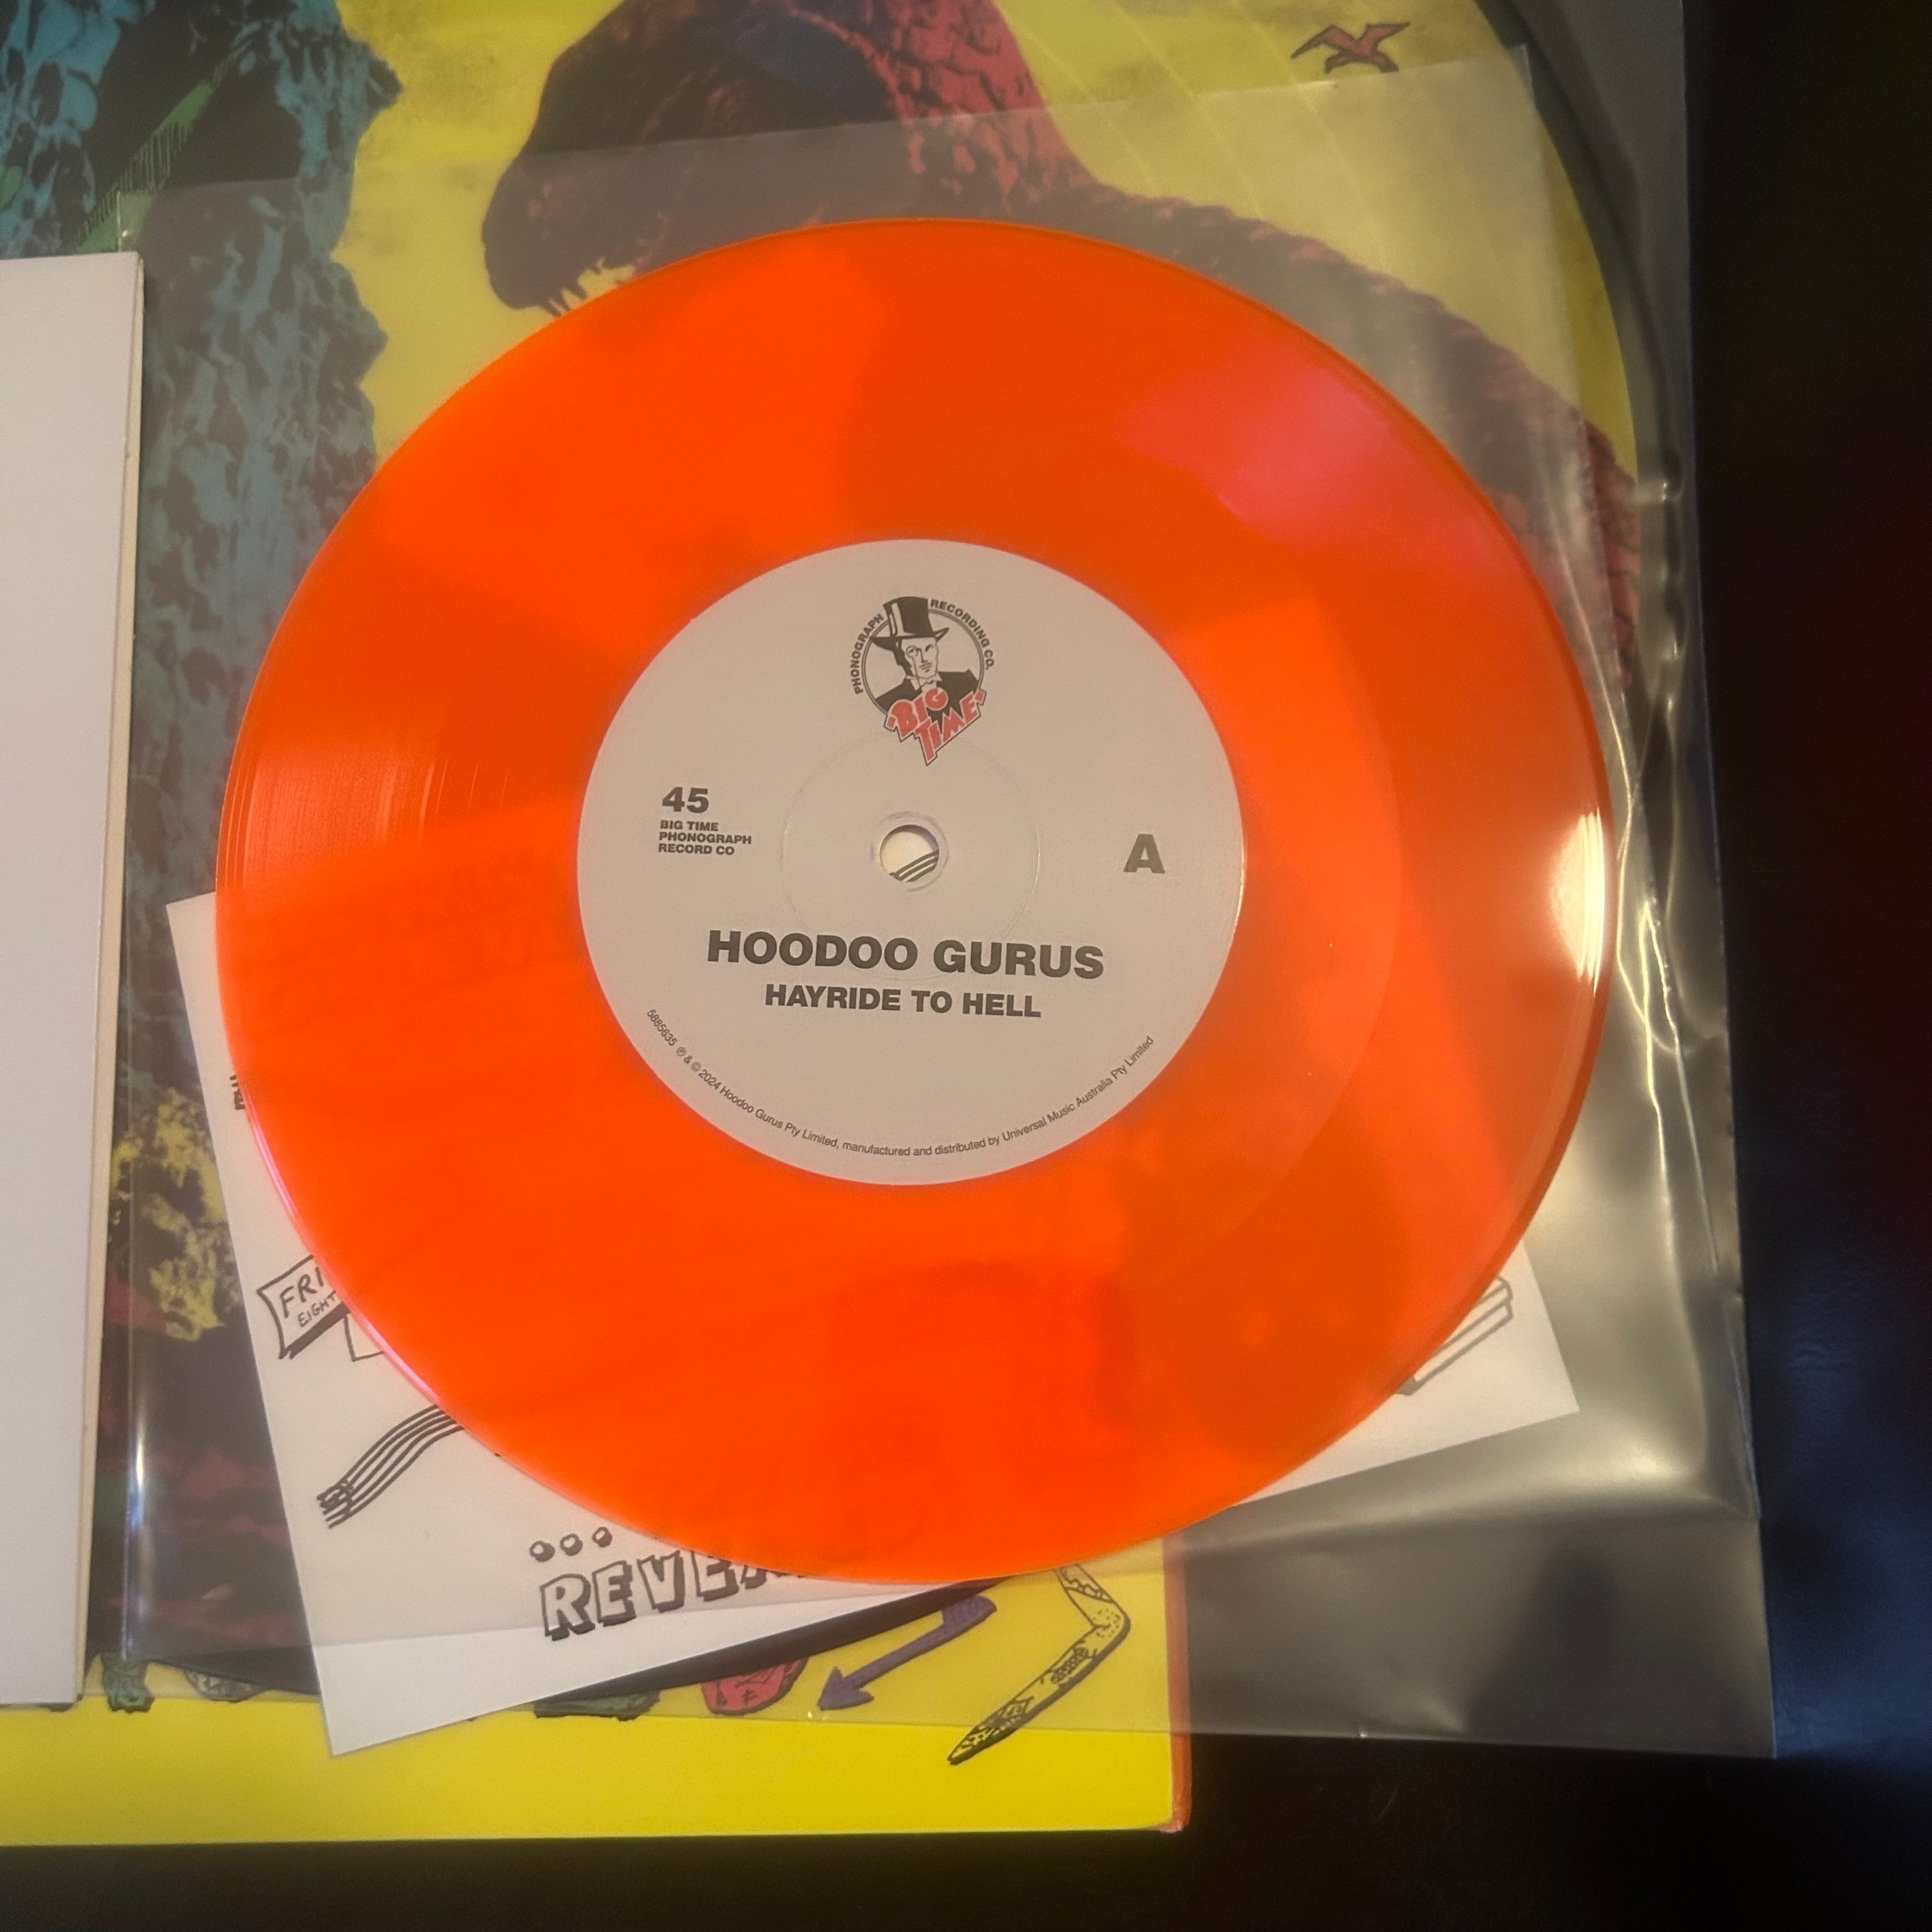 PHONOGRAPH RECORDING CO.
'BIG
TIME'
45
BIG TIME
PHONOGRAPH
RECORD CO
A
HOODOO GURUS
HAYRIDE TO HELL
5885635 ℗ & © 2024 Hoodoo Gurus Pty Limited, manufactured and distributed by Universal Music Australia Pty Limited
FRI
EIGHT
...
REVEN